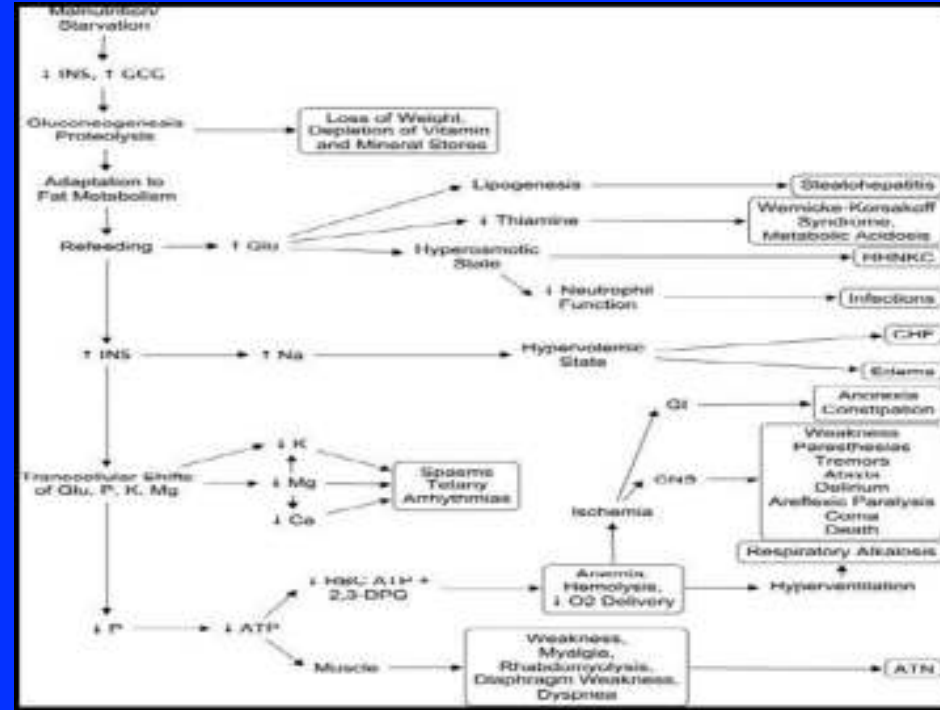 Malnutrition/
Starvation
↓ INS, ↑ GCG
Gluconeogenesis
Proteolysis
Loss of Weight,
Depletion of Vitamin
and Mineral Stores
Adaptation to
Fat Metabolism
Lipogenesis
Steatohepatitis
↓ Thiamine
Wernicke-Korsakoff
Syndrome,
Metabolic Acidosis
Refeeding
↑ Glu
Hyperosmotic
State
HHNKC
↓ Neutrophil
Function
Infections
↑ INS
↑ Na
Hypervolemic
State
CHF
Edema
GI
Anorexia
Constipation
Transcellular Shifts
of Glu, P, K, Mg
↓ K
↓ Mg
↓ Ca
Spasms
Tetany
Arrhythmias
Ischemia
CNS
Weakness
Paresthesias
Tremors
Ataxia
Delirium
Areflexic Paralysis
Coma
Death
Respiratory Alkalosis
↓ P
↓ ATP
↓ RBC ATP +
2,3-DPG
Anemia,
Hemolysis,
↓ O2 Delivery
Hyperventilation
Muscle
Weakness,
Myalgia,
Rhabdomyolysis,
Diaphragm Weakness,
Dyspnea
ATN